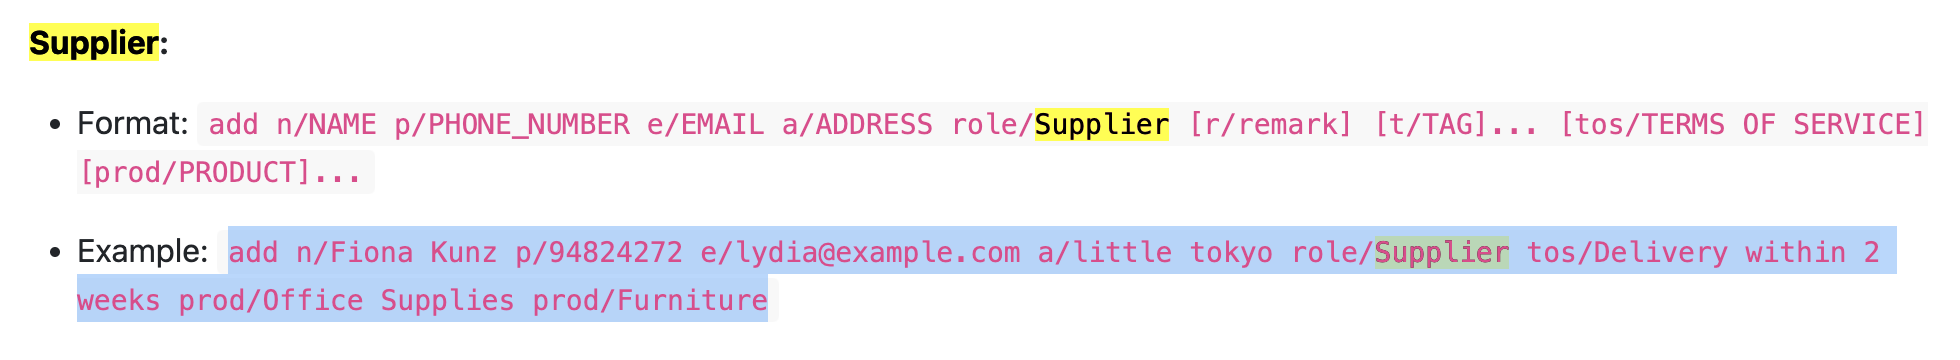 Supplier:
• Format: add n/NAME p/PHONE_NUMBER e/EMAIL a/ADDRESS role/Supplier [r/remark] [t/TAG]... [tos/TERMS OF SERVICE]
[prod/PRODUCT]...
• Example: add n/Fiona Kunz p/94824272 e/lydia@example.com a/little tokyo role/Supplier tos/Delivery within 2
weeks prod/Office Supplies prod/Furniture